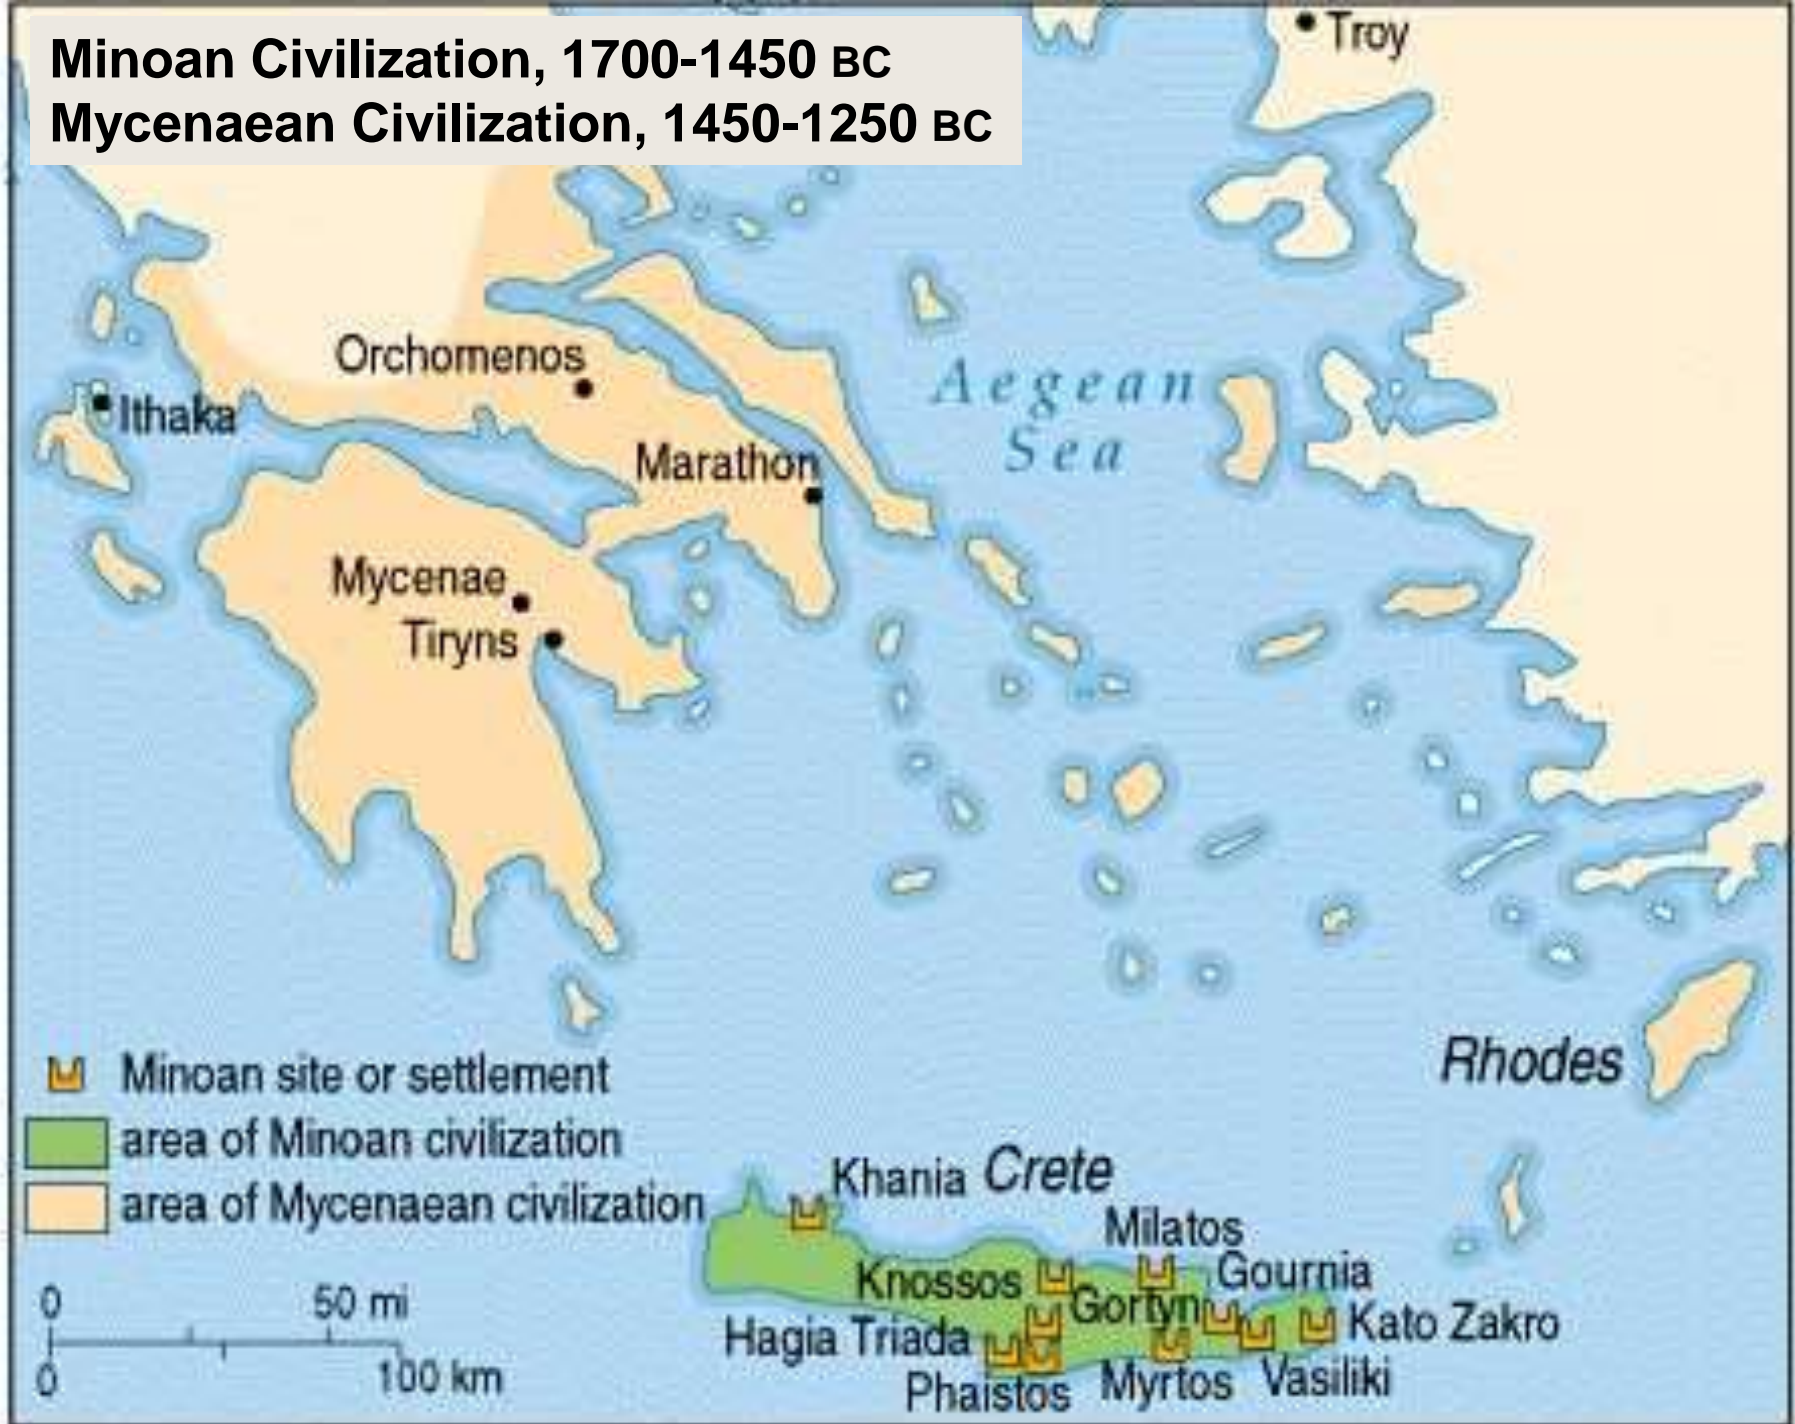 Minoan Civilization, 1700-1450 BC
Mycenaean Civilization, 1450-1250 BC
Troy
Orchomenos
Ithaka
Aegean
Sea
Marathon
Mycenae
Tiryns
Rhodes
Minoan site or settlement
area of Minoan civilization
area of Mycenaean civilization
Khania
Crete
Milatos
Knossos
Gournia
Gortyn
Hagia Triada
Kato Zakro
Phaistos
Myrtos
Vasiliki
0 50 mi
0 100 km